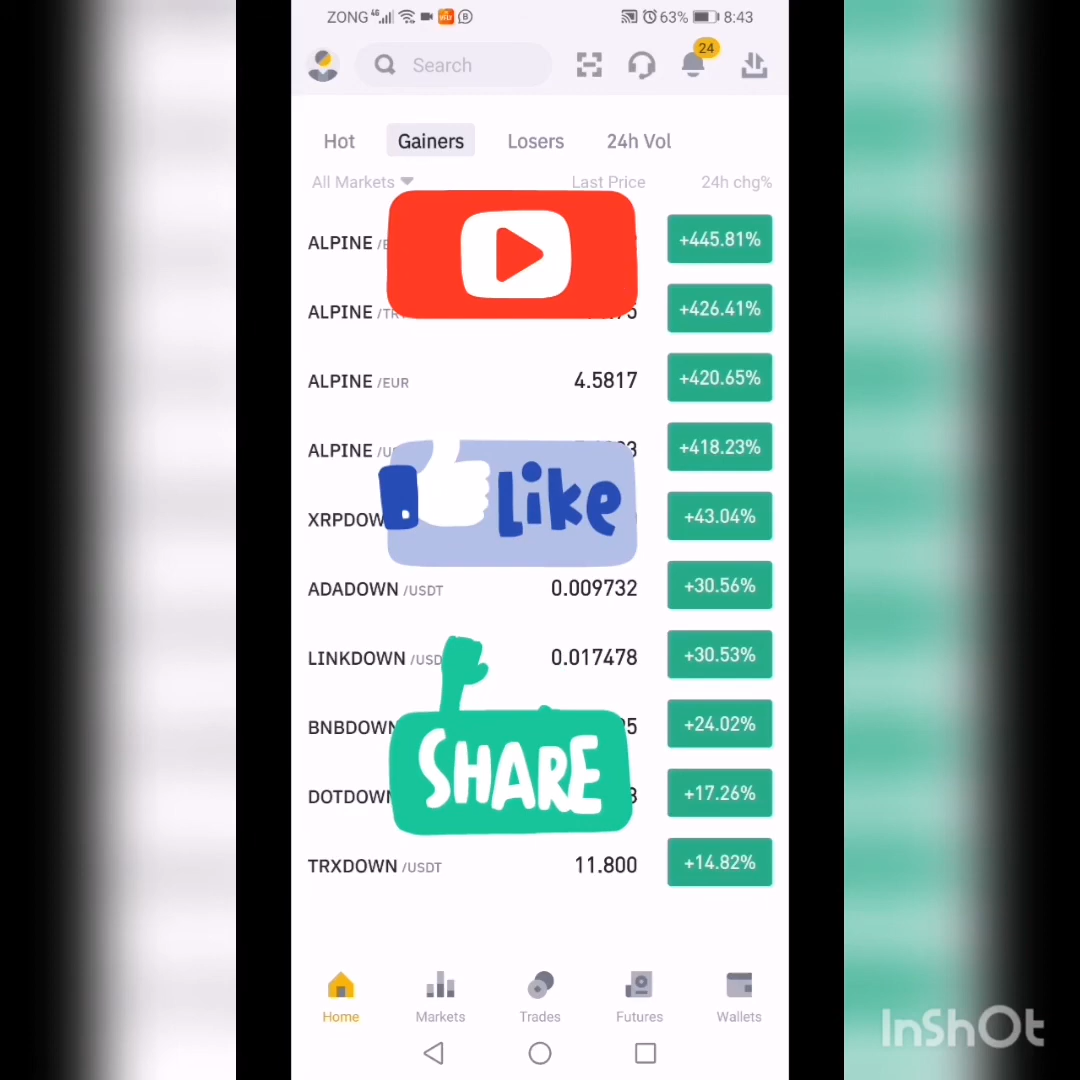 ZONG 4G 63% 8:43
Search 24
Hot Gainers Losers 24h Vol
All Markets Last Price 24h chg%
ALPINE +445.81%
ALPINE +426.41%
ALPINE /EUR 4.5817 +420.65%
ALPINE +418.23%
Like
+43.04%
ADADOWN /USDT 0.009732 +30.56%
LINKDOWN 0.017478 +30.53%
+24.02%
SHARE
+17.26%
TRXDOWN /USDT 11.800 +14.82%
Home Markets Trades Futures Wallets
InShOt